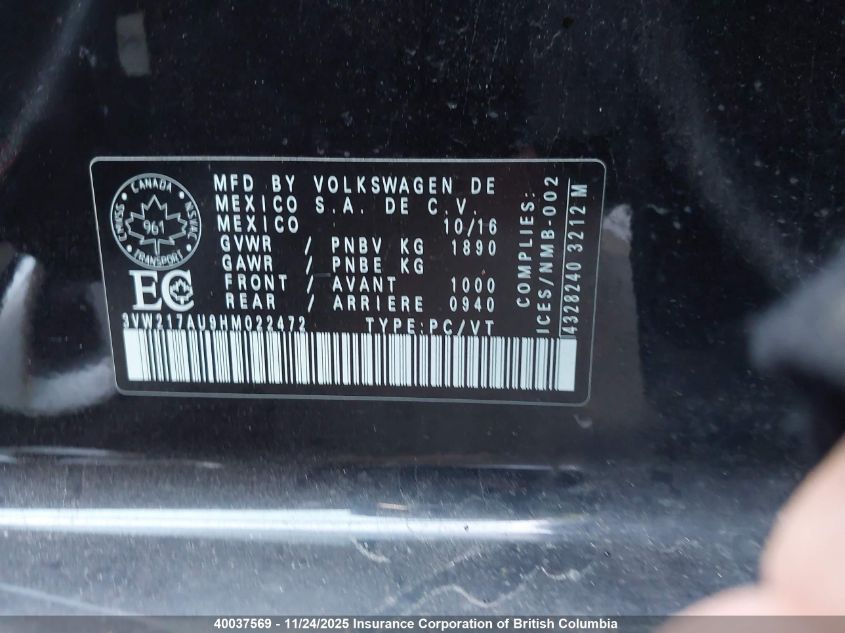 CANADA
961
TRANSPORT
EC
MFD BY VOLKSWAGEN DE
MEXICO S.A. DE C.V.
MEXICO 10/16
GVWR / PNBV KG 1890
GAWR / PNBE KG
FRONT / AVANT 1000
REAR / ARRIERE 0940
3VW217AU9HM022472 TYPE:PC/VT
COMPLIES:
ICES/NMB-002
4328240 3212 M
40037569 - 11/24/2025 Insurance Corporation of British Columbia